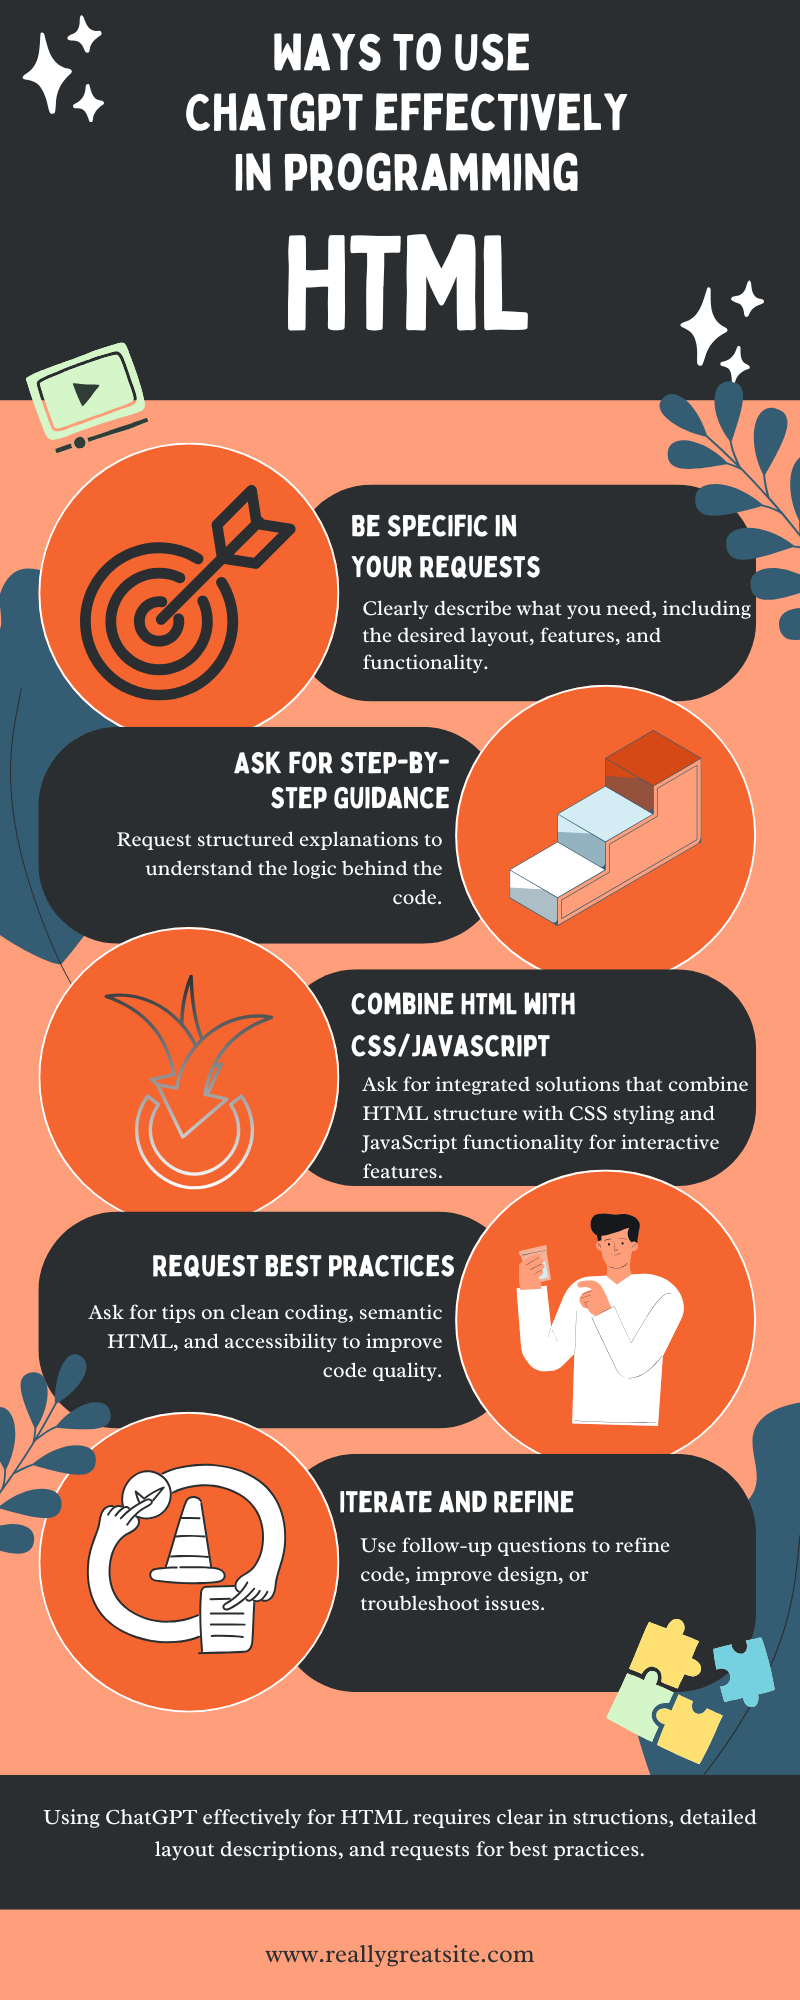 WAYS TO USE
CHATGPT EFFECTIVELY
IN PROGRAMMING
HTML
BE SPECIFIC IN
YOUR REQUESTS
Clearly describe what you need, including
the desired layout, features, and
functionality.
ASK FOR STEP-BY-
STEP GUIDANCE
Request structured explanations to
understand the logic behind the
code.
COMBINE HTML WITH
CSS/JAVASCRIPT
Ask for integrated solutions that combine
HTML structure with CSS styling and
JavaScript functionality for interactive
features.
REQUEST BEST PRACTICES
Ask for tips on clean coding, semantic
HTML, and accessibility to improve
code quality.
ITERATE AND REFINE
Use follow-up questions to refine
code, improve design, or
troubleshoot issues.
Using ChatGPT effectively for HTML requires clear in structions, detailed
layout descriptions, and requests for best practices.
www.reallygreatsite.com